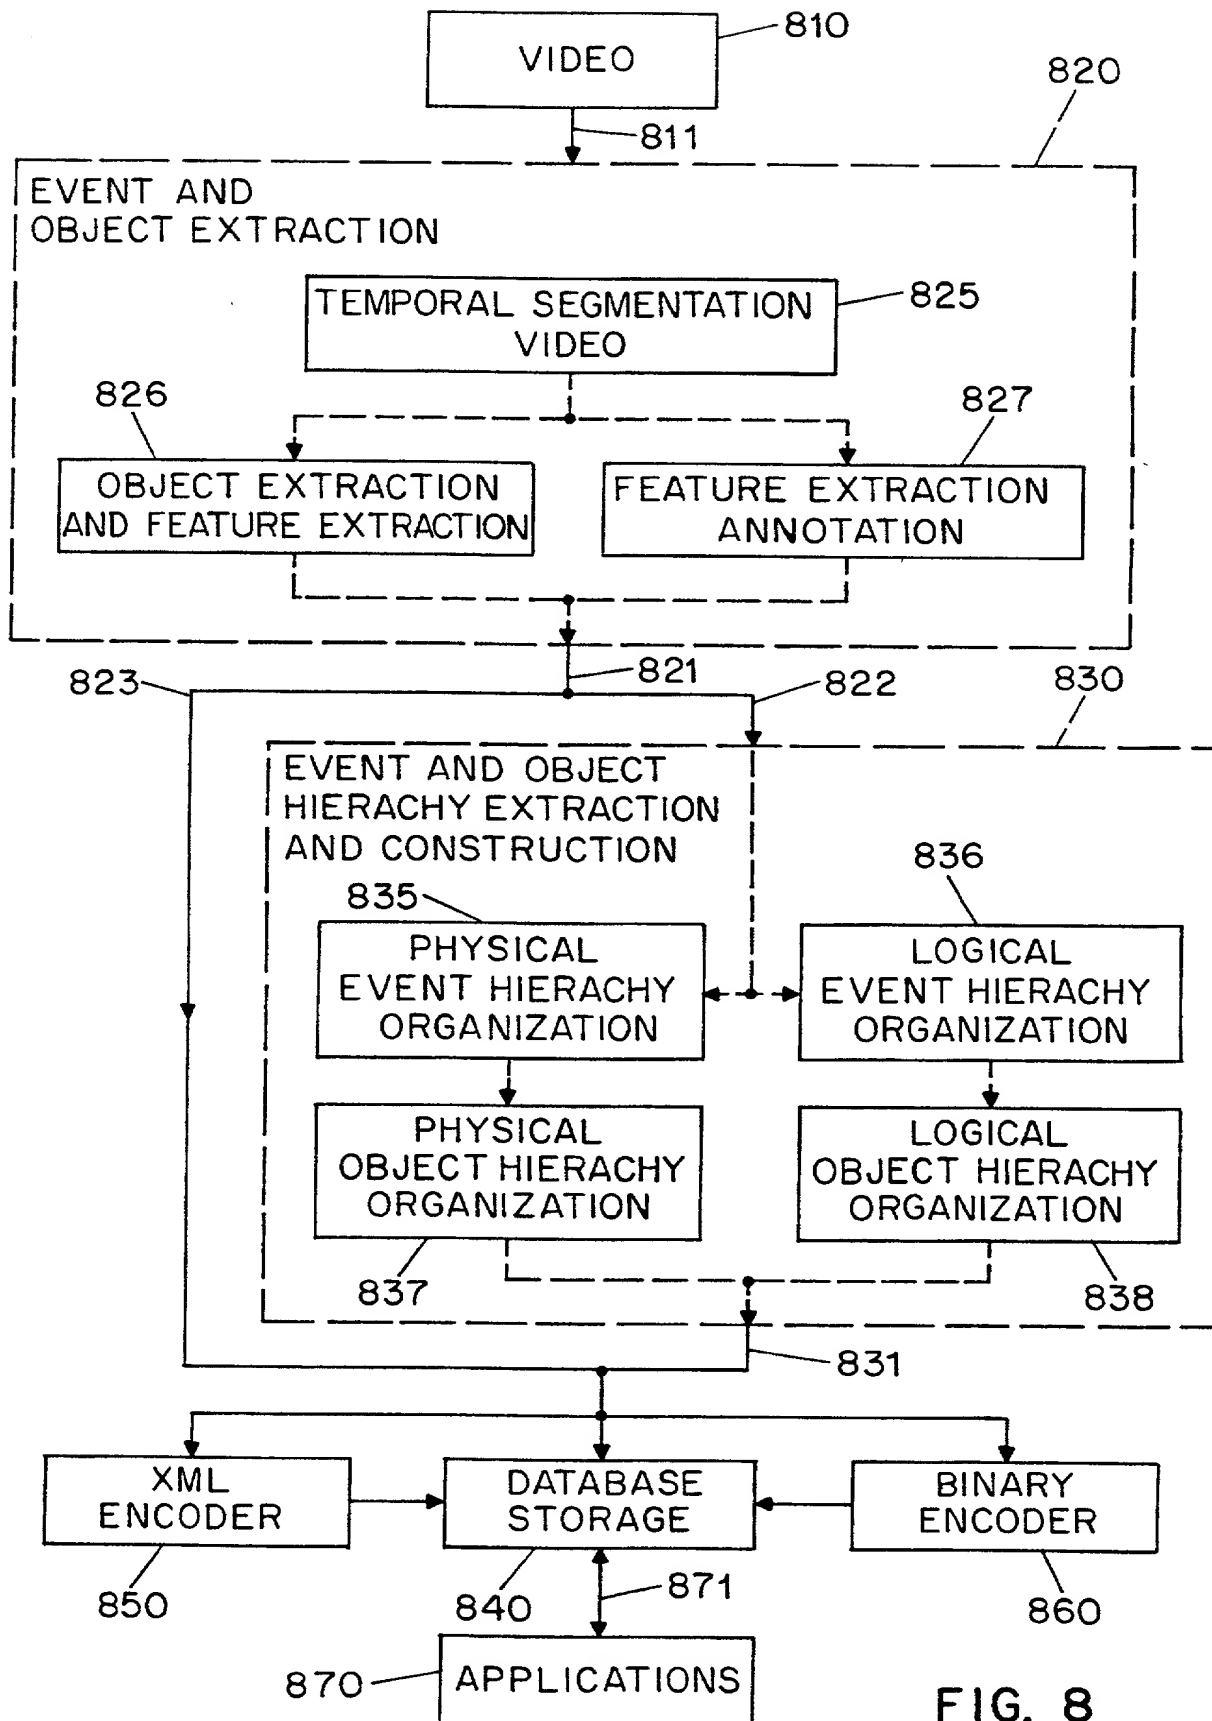 810
VIDEO
820
811
EVENT AND
OBJECT EXTRACTION
TEMPORAL SEGMENTATION
VIDEO
825
826
827
OBJECT EXTRACTION
AND FEATURE EXTRACTION
FEATURE EXTRACTION
ANNOTATION
821
823
822
830
EVENT AND OBJECT
HIERACHY EXTRACTION
AND CONSTRUCTION
835
836
PHYSICAL
EVENT HIERACHY
ORGANIZATION
LOGICAL
EVENT HIERACHY
ORGANIZATION
PHYSICAL
OBJECT HIERACHY
ORGANIZATION
LOGICAL
OBJECT HIERACHY
ORGANIZATION
837
838
831
XML
ENCODER
DATABASE
STORAGE
BINARY
ENCODER
850
840
871
860
870
APPLICATIONS
FIG. 8